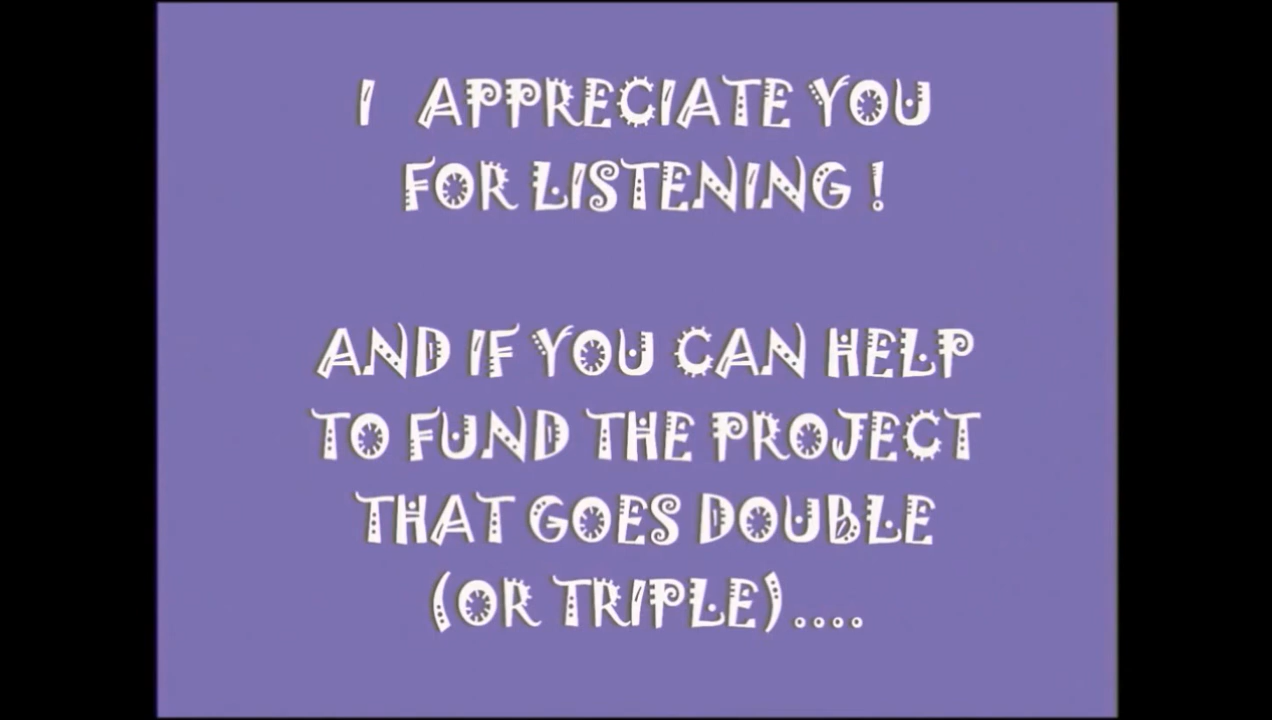 I APPRECIATE YOU
FOR LISTENING !
AND IF YOU CAN HELP
TO FUND THE PROJECT
THAT GOES DOUBLE
(OR TRIPLE)....